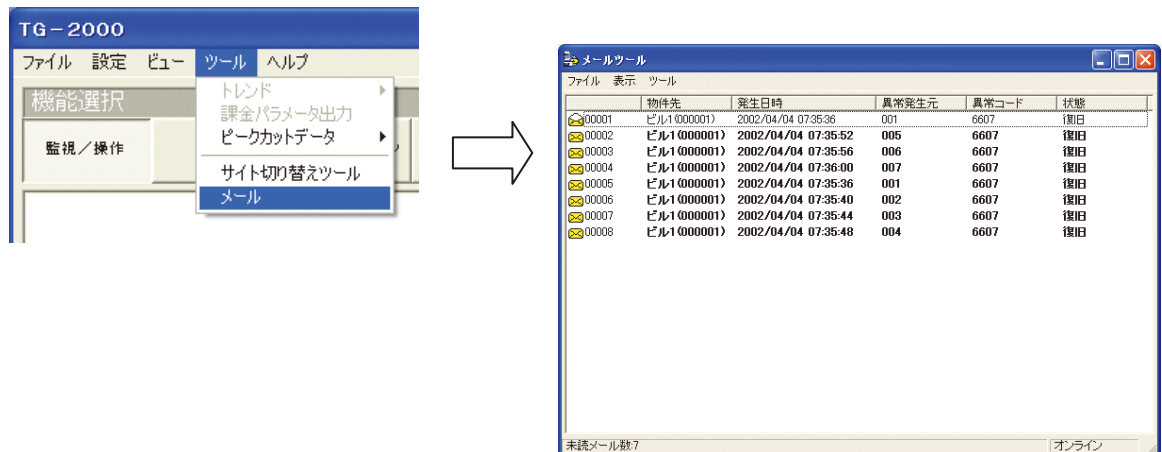 TG-2000
ファイル 設定 ビュー ツール ヘルプ
機能選択
監視/操作
トレンド
課金パラメータ出力
ピークカットデータ
サイト切り替えツール
メール
メールツール
ファイル 表示 ツール
物件先 発生日時 異常発生元 異常コード 状態
00001 ビル1(000001) 2002/04/04 07:35:36 001 6607 復旧
00002 ビル1(000001) 2002/04/04 07:35:52 005 6607 復旧
00003 ビル1(000001) 2002/04/04 07:35:56 006 6607 復旧
00004 ビル1(000001) 2002/04/04 07:36:00 007 6607 復旧
00005 ビル1(000001) 2002/04/04 07:35:36 001 6607 復旧
00006 ビル1(000001) 2002/04/04 07:35:40 002 6607 復旧
00007 ビル1(000001) 2002/04/04 07:35:44 003 6607 復旧
00008 ビル1(000001) 2002/04/04 07:35:48 004 6607 復旧
未読メール数:7 オンライン